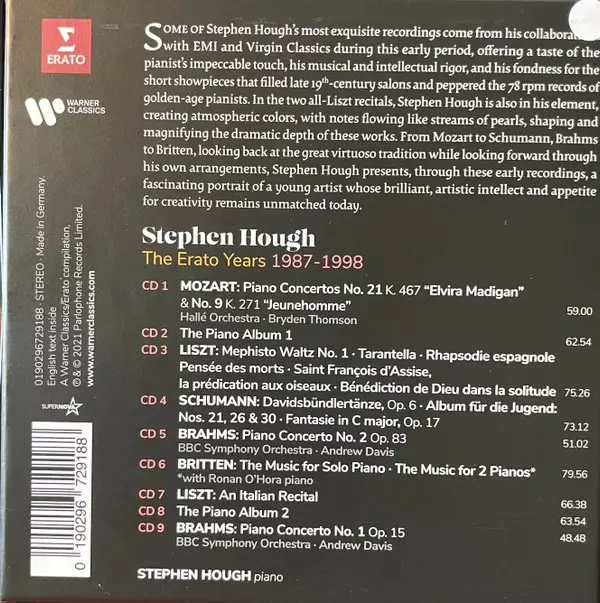 SOME OF Stephen Hough's most exquisite recordings come from his collaborat
with EMI and Virgin Classics during this early period, offering a taste of the
pianist's impeccable touch, his musical and intellectual rigor, and his fondness for the
short showpieces that filled late 19th-century salons and peppered the 78 rpm records of
golden-age pianists. In the two all-Liszt recitals, Stephen Hough is also in his element,
creating atmospheric colors, with notes flowing like streams of pearls, shaping and
magnifying the dramatic depth of these works. From Mozart to Schumann, Brahms
to Britten, looking back at the great virtuoso tradition while looking forward through
his own arrangements, Stephen Hough presents, through these early recordings, a
fascinating portrait of a young artist whose brilliant, artistic intellect and appetite
for creativity remains unmatched today.
ERATO
WARNER
CLASSICS
Stephen Hough
The Erato Years 1987-1998
CD 1 MOZART: Piano Concertos No. 21 K. 467 “Elvira Madigan”
& No. 9 K. 271 “Jeunehomme” 59.00
Hallé Orchestra · Bryden Thomson
CD 2 The Piano Album 1 62.54
CD 3 LISZT: Mephisto Waltz No. 1 · Tarantella · Rhapsodie espagnole
Pensée des morts · Saint François d'Assise,
la prédication aux oiseaux · Bénédiction de Dieu dans la solitude 75.26
CD 4 SCHUMANN: Davidsbündlertänze, Op. 6 · Album für die Jugend:
Nos. 21, 26 & 30 · Fantasie in C major, Op. 17 73.12
CD 5 BRAHMS: Piano Concerto No. 2 Op. 83 51.02
BBC Symphony Orchestra · Andrew Davis
CD 6 BRITTEN: The Music for Solo Piano · The Music for 2 Pianos* 79.56
*with Ronan O'Hora piano
CD 7 LISZT: An Italian Recital 66.38
CD 8 The Piano Album 2 63.54
CD 9 BRAHMS: Piano Concerto No. 1 Op. 15 48.48
BBC Symphony Orchestra · Andrew Davis
STEPHEN HOUGH piano
0190296729188 - STEREO - Made in Germany.
English text inside
A Warner Classics/Erato compilation.
℗ & © 2021 Parlophone Records Limited.
www.warnerclassics.com
SUPERNOVA
0 190296 729188